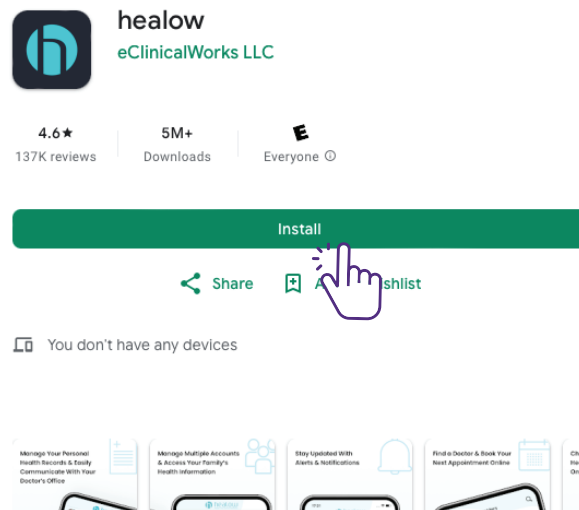 healow
eClinicalWorks LLC
4.6★
5M+
E
137K reviews
Downloads
Everyone
Install
Share
A shlist
You don't have any devices
Manage Your Personal
Health Records & Easily
Communicate With Your
Doctor's Office
Manage Multiple Accounts
& Access Your Family's
Health Information
Stay Updated With
Alerts & Notifications
Find a Doctor & Book Your
Next Appointment Online